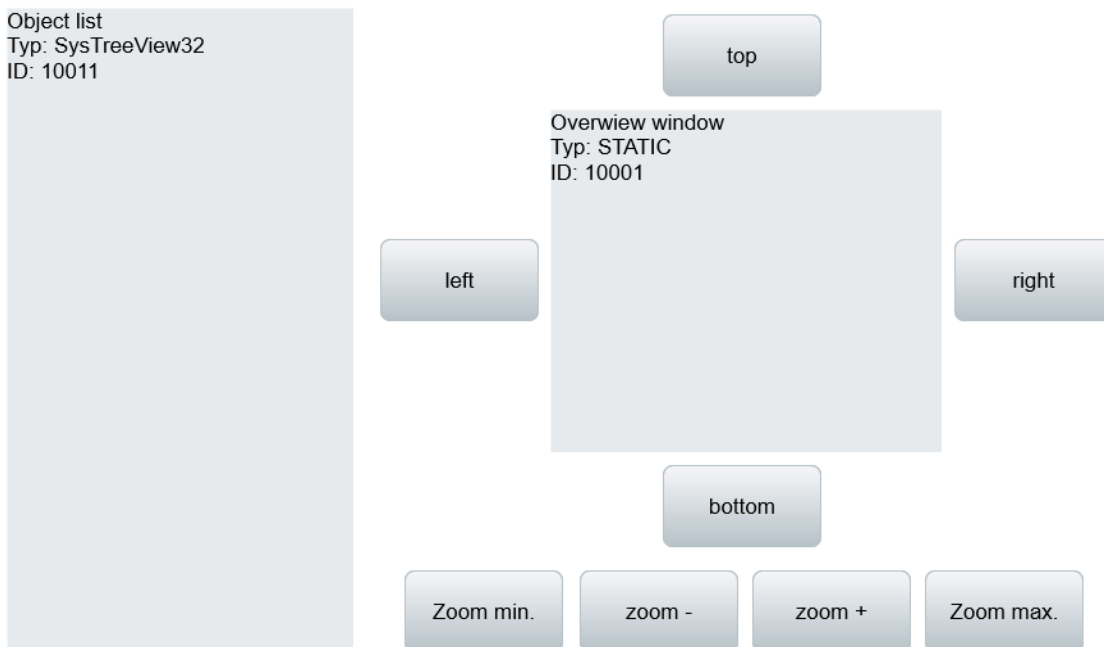 Object list
Typ: SysTreeView32
ID: 10011
top
Overwiew window
Typ: STATIC
ID: 10001
left
right
bottom
Zoom min.
zoom -
zoom +
Zoom max.